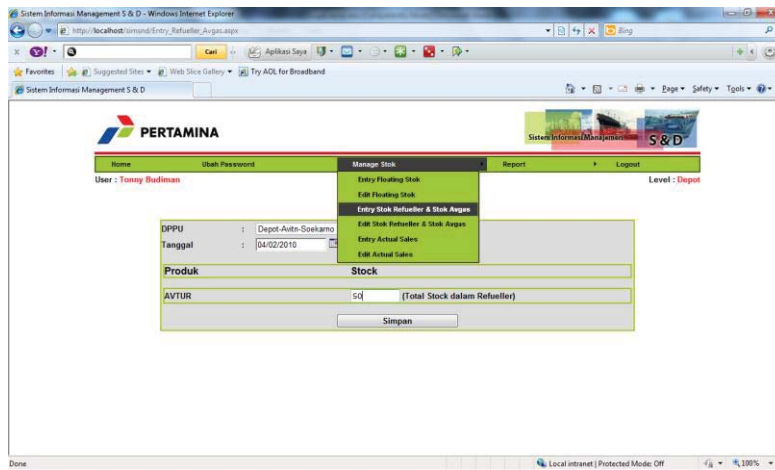 Sistem Informasi Management S & D - Windows Internet Explorer
http://localhost/simsnd/Entry_Refueller_Avgas.aspx
Bing
Cari
Aplikasi Saya
Favorites
Suggested Sites
Web Slice Gallery
Try AOL for Broadband
Sistem Informasi Management S & D
Page
Safety
Tools
PERTAMINA
Sistem Informasi Manajemen S & D
Home Ubah Password Manage Stok Report Logout
User : Tonny Budiman
Level : Depot
Entry Floating Stok
Edit Floating Stok
Entry Stok Refueller & Stok Avgas
Edit Stok Refueller & Stok Avgas
Entry Actual Sales
Edit Actual Sales
DPPU : Depot-Avitn-Soekarno
Tanggal : 04/02/2010
Produk Stock
AVTUR 50 (Total Stock dalam Refueller)
Simpan
Done
Local intranet | Protected Mode: Off
100%